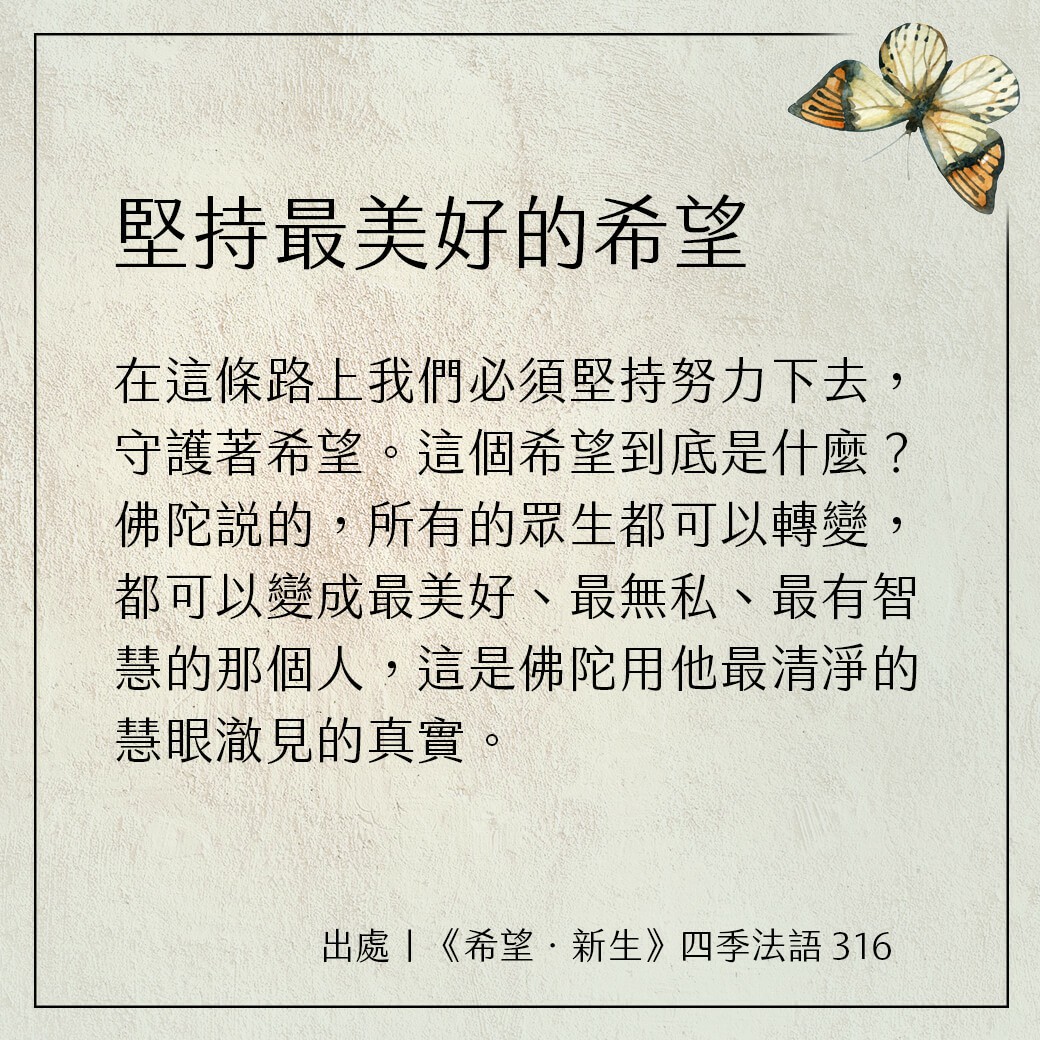 堅持最美好的希望
在這條路上我們必須堅持努力下去，
守護著希望。這個希望到底是什麼？
佛陀説的，所有的眾生都可以轉變，
都可以變成最美好、最無私、最有智
慧的那個人，這是佛陀用他最清淨的
慧眼澈見的真實。
出處 |《希望．新生》四季法語 316